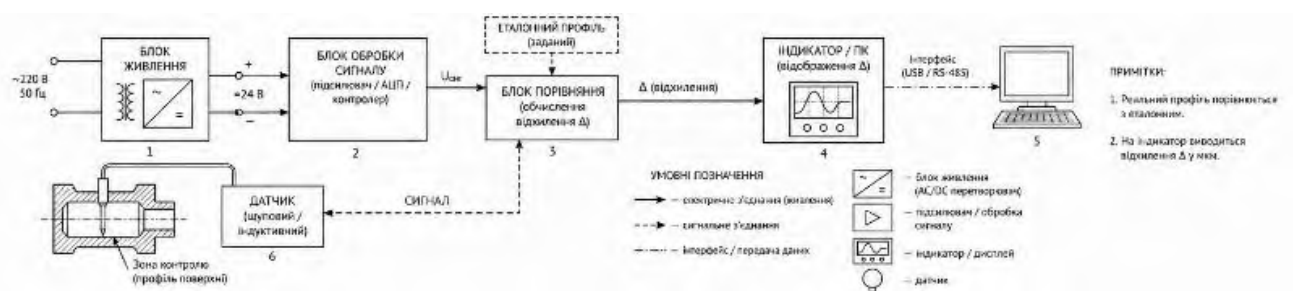 БЛОК
ЖИВЛЕННЯ
~220 В
50 Гц
~
=
+
=24 В
−
1
БЛОК ОБРОБКИ
СИГНАЛУ
(підсилювач / АЦП /
контролер)
2
ЕТАЛОННИЙ ПРОФІЛЬ
(заданий)
БЛОК ПОРІВНЯННЯ
(обчислення
відхилення Δ)
3
Δ (відхилення)
ІНДИКАТОР / ПК
(відображення Δ)
4
Інтерфейс
(USB / RS-485)
5
ПРИМІТКИ:
1. Реальний профіль порівнюється
з еталонним.
2. На індикатор виводиться
відхилення Δ у мкм.
Зона контролю
(профіль поверхні)
ДАТЧИК
(щуповий /
індуктивний)
6
СИГНАЛ
УМОВНІ ПОЗНАЧЕННЯ
— електричне з'єднання (живлення)
— сигнальне з'єднання
— інтерфейс / передача даних
~
=
— блок живлення
(AC/DC перетворювач)
— підсилювач / обробка
сигналу
— індикатор / дисплей
— датчик